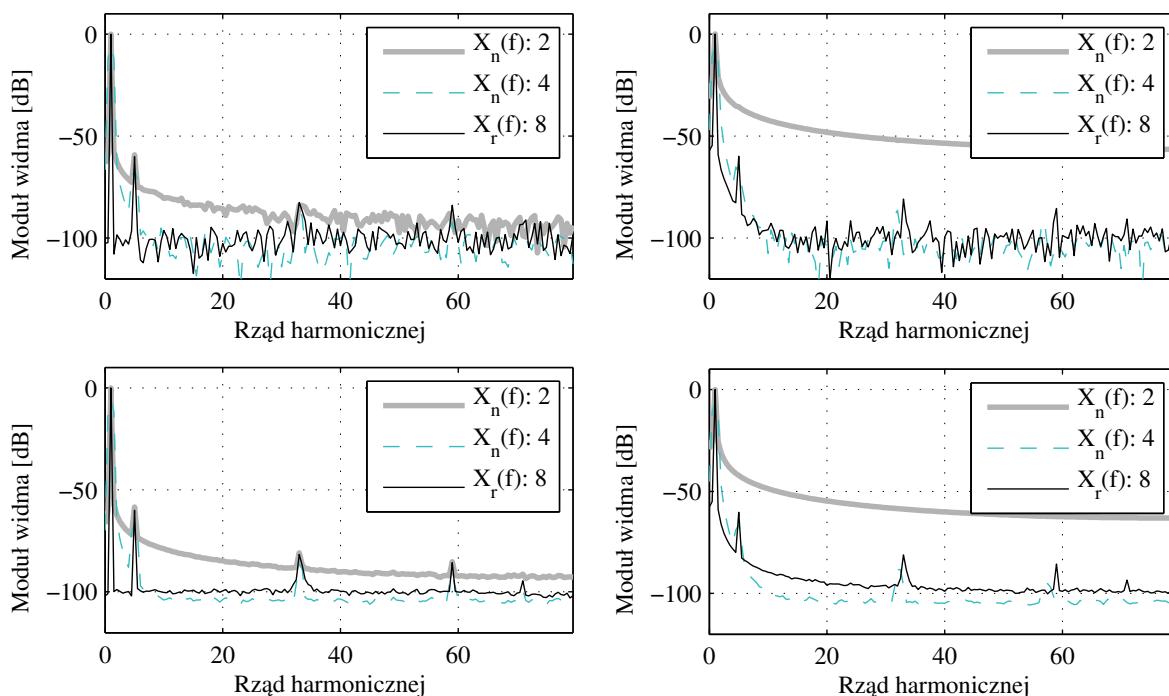 0
−50
−100
Moduł widma [dB]
0 20 40 60
Rząd harmonicznej
X_n(f): 2
X_n(f): 4
X_r(f): 8
0
−50
−100
Moduł widma [dB]
0 20 40 60
Rząd harmonicznej
X_n(f): 2
X_n(f): 4
X_r(f): 8
0
−50
−100
Moduł widma [dB]
0 20 40 60
Rząd harmonicznej
X_n(f): 2
X_n(f): 4
X_r(f): 8
0
−50
−100
Moduł widma [dB]
0 20 40 60
Rząd harmonicznej
X_n(f): 2
X_n(f): 4
X_r(f): 8